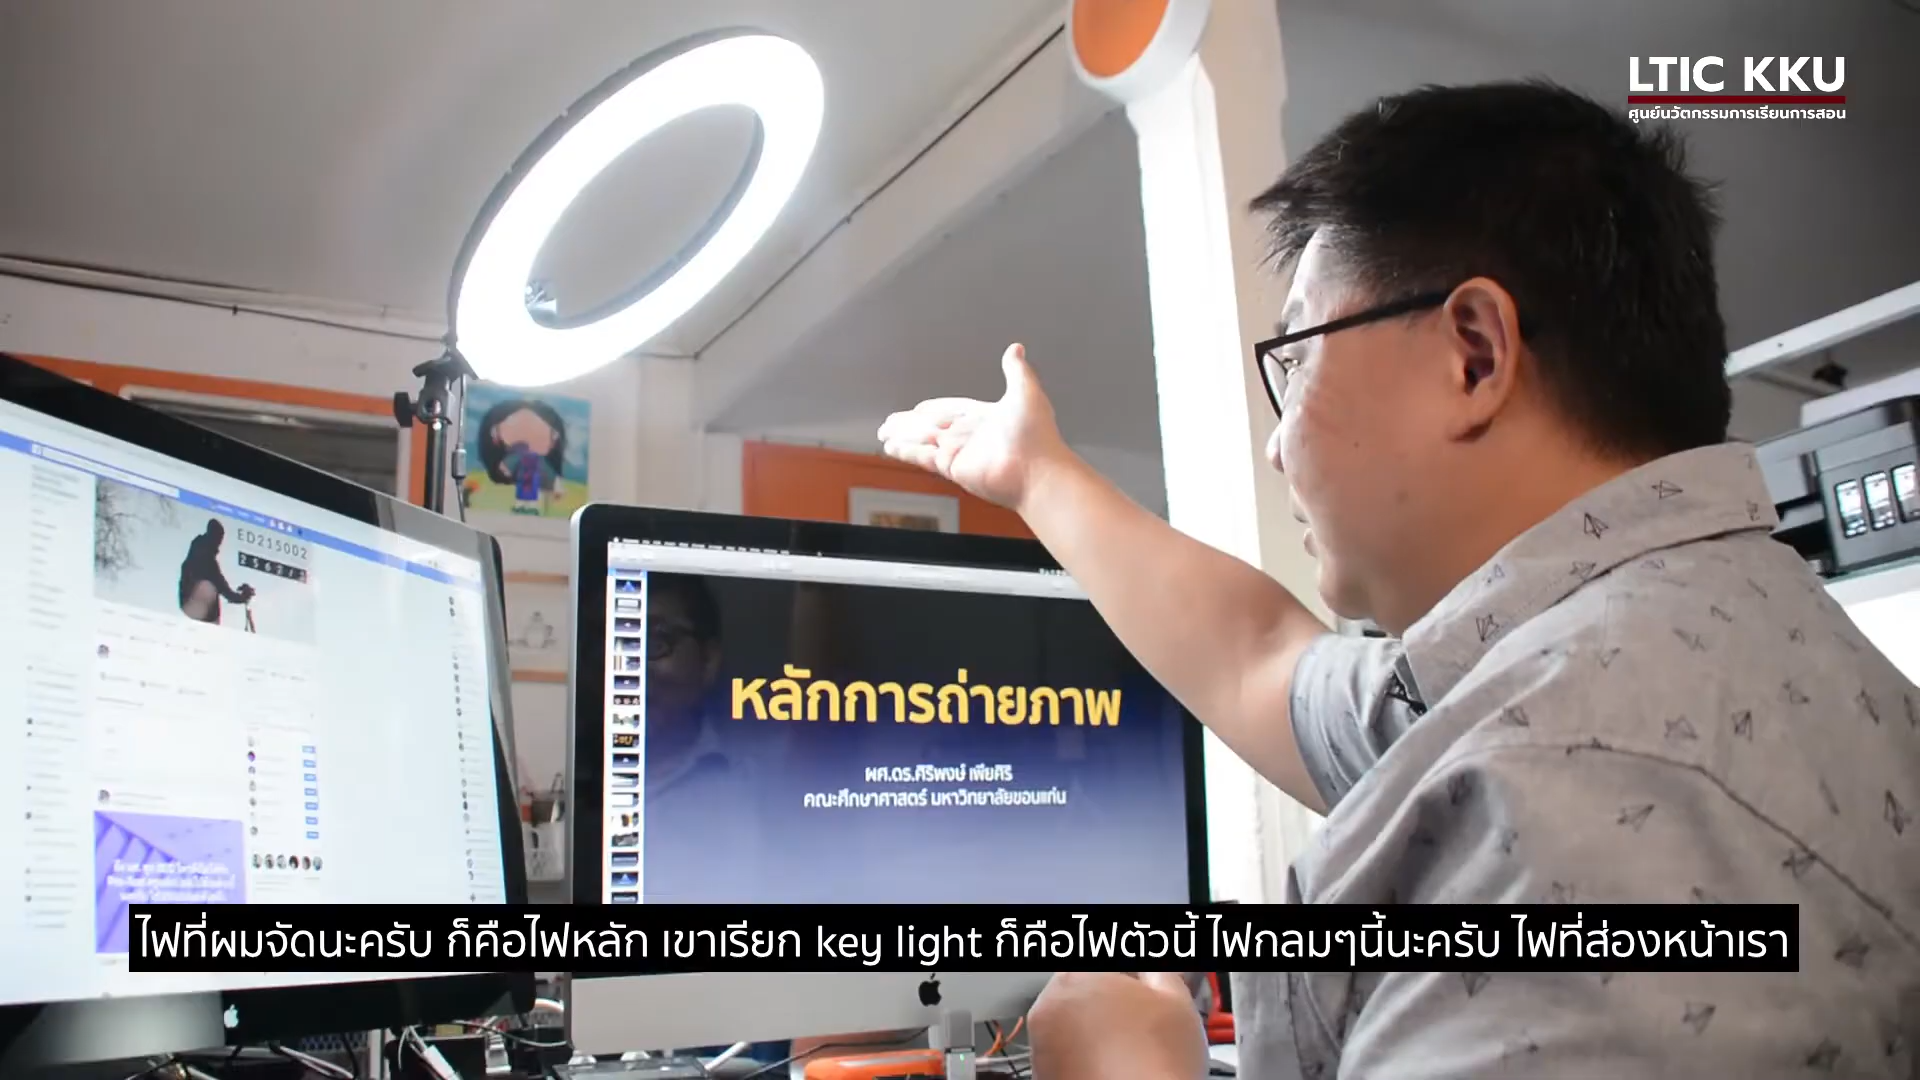 LTIC KKU
ศูนย์นวัตกรรมการเรียนการสอน
ED215002
2562/
หลักการถ่ายภาพ
ผศ.ดร.ศิริพงษ์ เพียศิริ
คณะศึกษาศาสตร์ มหาวิทยาลัยขอนแก่น
ไฟที่ผมจัดนะครับ ก็คือไฟหลัก เขาเรียก key light ก็คือไฟตัวนี้ ไฟกลมๆนี้นะครับ ไฟที่ส่องหน้าเรา